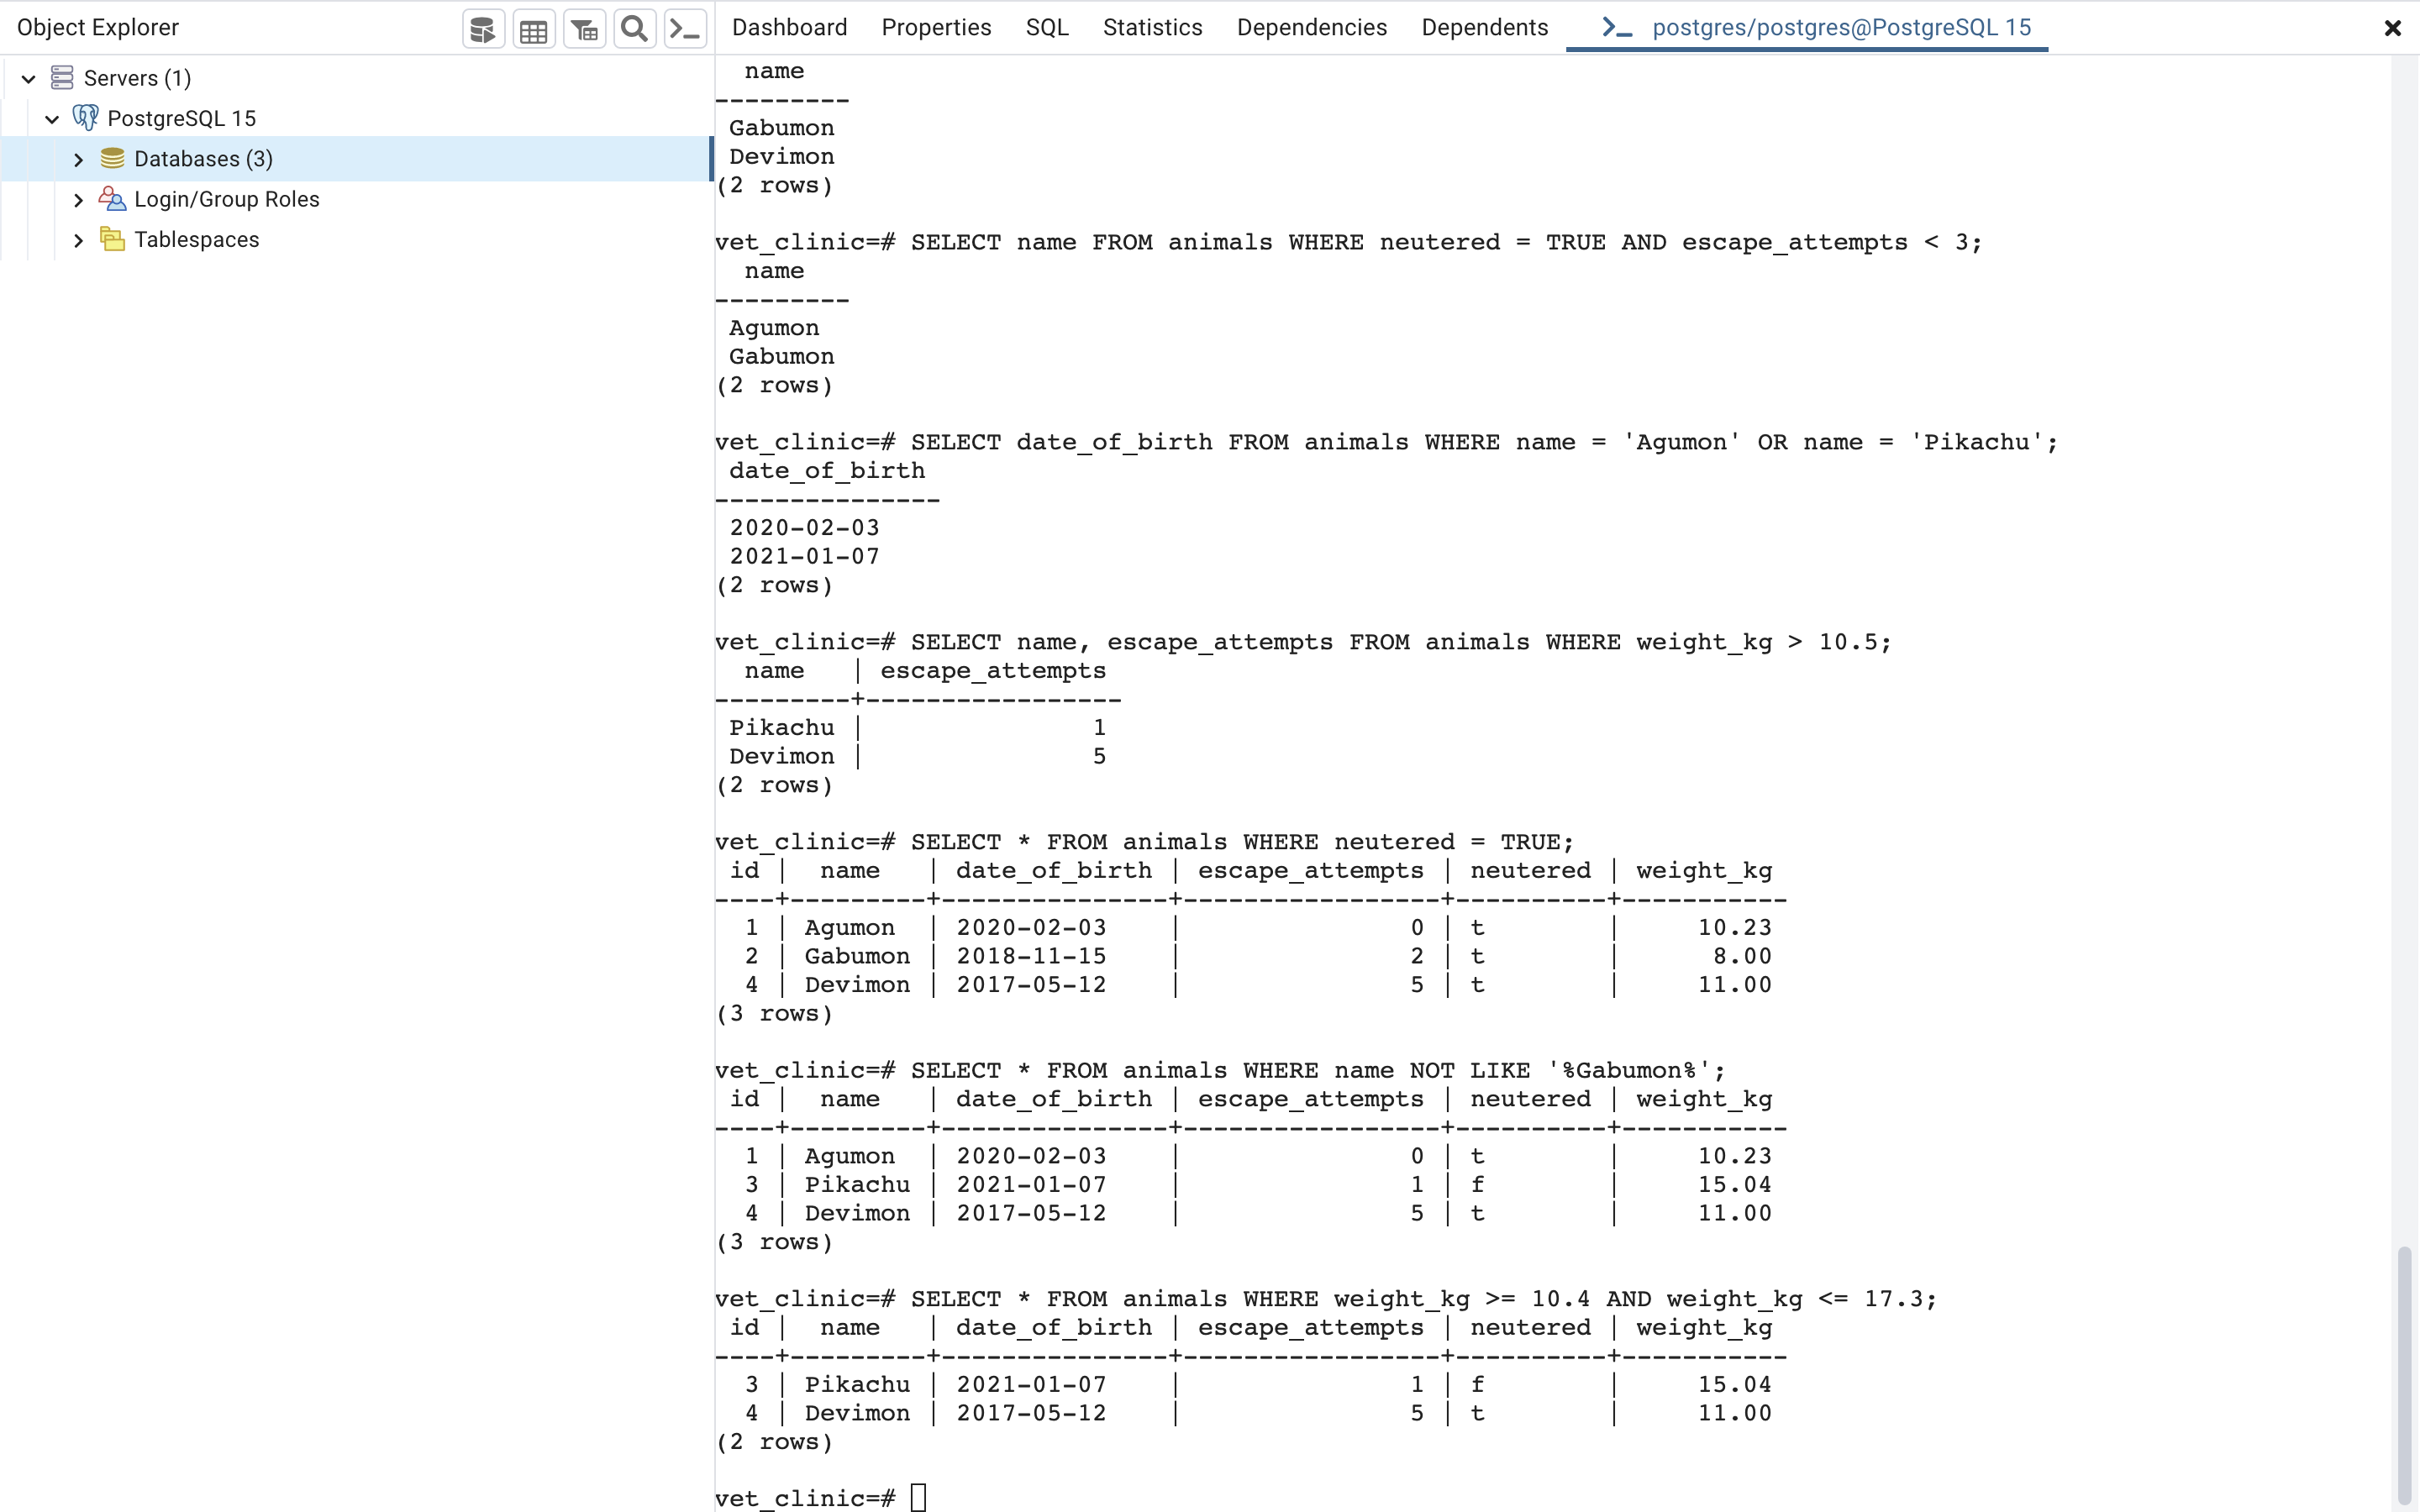 Object Explorer
Dashboard Properties SQL Statistics Dependencies Dependents postgres/postgres@PostgreSQL 15
Servers (1)
PostgreSQL 15
Databases (3)
Login/Group Roles
Tablespaces
  name
---------
 Gabumon
 Devimon
(2 rows)
vet_clinic=# SELECT name FROM animals WHERE neutered = TRUE AND escape_attempts < 3;
  name
---------
 Agumon
 Gabumon
(2 rows)
vet_clinic=# SELECT date_of_birth FROM animals WHERE name = 'Agumon' OR name = 'Pikachu';
 date_of_birth
---------------
 2020-02-03
 2021-01-07
(2 rows)
vet_clinic=# SELECT name, escape_attempts FROM animals WHERE weight_kg > 10.5;
  name   | escape_attempts
---------+-----------------
 Pikachu |               1
 Devimon |               5
(2 rows)
vet_clinic=# SELECT * FROM animals WHERE neutered = TRUE;
 id |  name   | date_of_birth | escape_attempts | neutered | weight_kg
----+---------+---------------+-----------------+----------+-----------
  1 | Agumon  | 2020-02-03    |               0 | t        |     10.23
  2 | Gabumon | 2018-11-15    |               2 | t        |      8.00
  4 | Devimon | 2017-05-12    |               5 | t        |     11.00
(3 rows)
vet_clinic=# SELECT * FROM animals WHERE name NOT LIKE '%Gabumon%';
 id |  name   | date_of_birth | escape_attempts | neutered | weight_kg
----+---------+---------------+-----------------+----------+-----------
  1 | Agumon  | 2020-02-03    |               0 | t        |     10.23
  3 | Pikachu | 2021-01-07    |               1 | f        |     15.04
  4 | Devimon | 2017-05-12    |               5 | t        |     11.00
(3 rows)
vet_clinic=# SELECT * FROM animals WHERE weight_kg >= 10.4 AND weight_kg <= 17.3;
 id |  name   | date_of_birth | escape_attempts | neutered | weight_kg
----+---------+---------------+-----------------+----------+-----------
  3 | Pikachu | 2021-01-07    |               1 | f        |     15.04
  4 | Devimon | 2017-05-12    |               5 | t        |     11.00
(2 rows)
vet_clinic=#